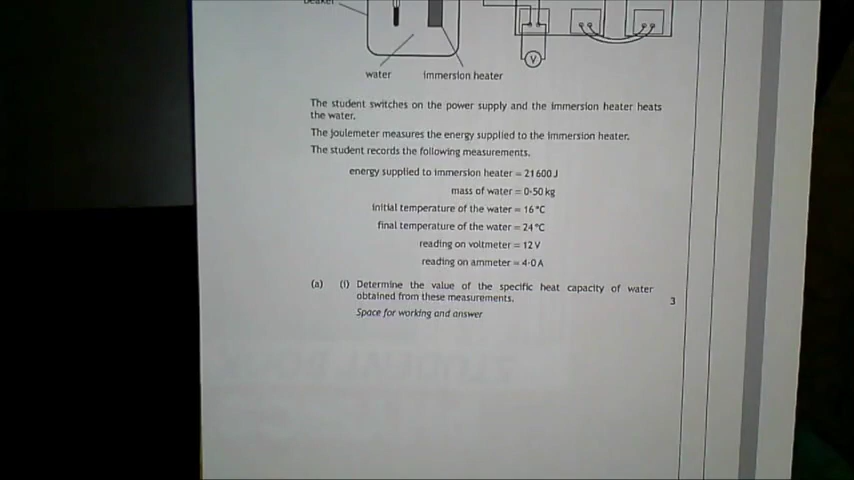 beaker
V
water immersion heater
The student switches on the power supply and the immersion heater heats
the water.
The joulemeter measures the energy supplied to the immersion heater.
The student records the following measurements.
energy supplied to immersion heater = 21 600 J
mass of water = 0·50 kg
initial temperature of the water = 16 °C
final temperature of the water = 24 °C
reading on voltmeter = 12 V
reading on ammeter = 4·0 A
(a) (i) Determine the value of the specific heat capacity of water
obtained from these measurements.
3
Space for working and answer